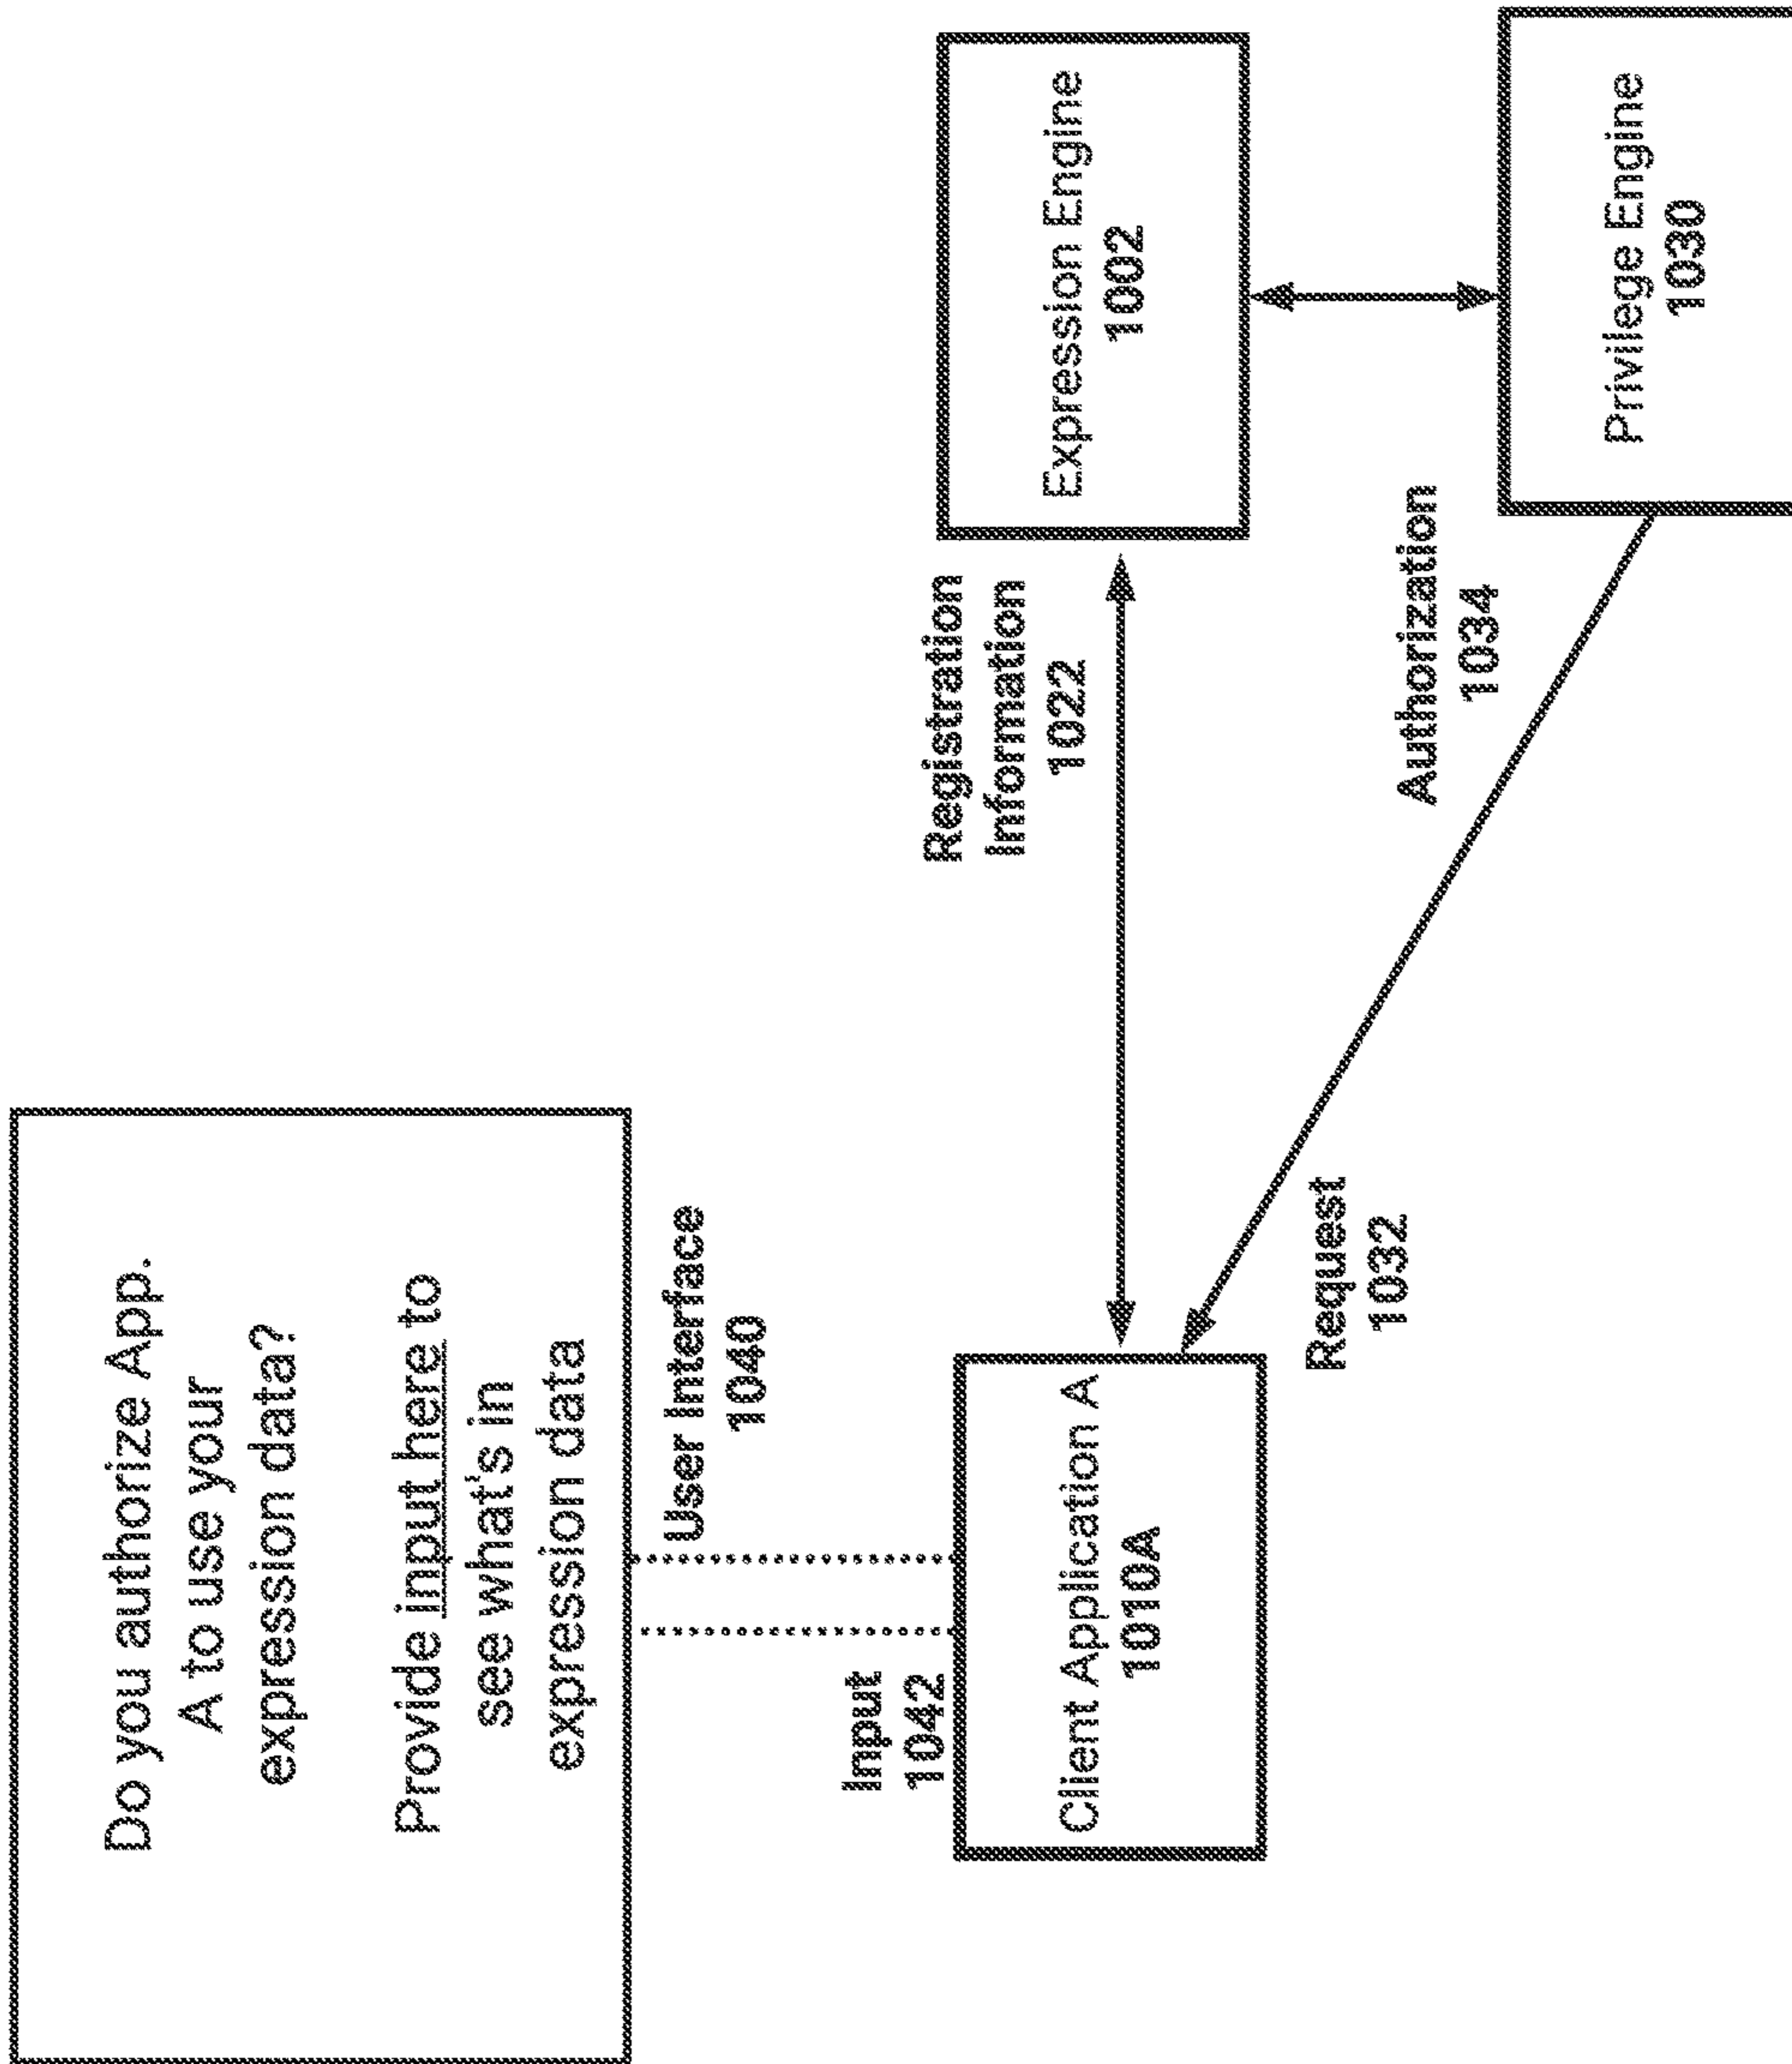 Do you authorize App.
A to use your
expression data?
Provide input here to
see what's in
expression data
User Interface
1040
Input
1042
Client Application A
1010A
Registration
Information
1022
Expression Engine
1002
Request
1032
Authorization
1034
Privilege Engine
1030